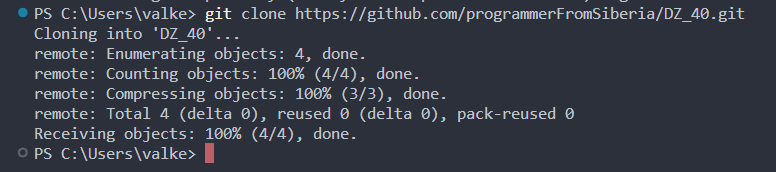 PS C:\Users\valke> git clone https://github.com/programmerFromSiberia/DZ_40.git
Cloning into 'DZ_40'...
remote: Enumerating objects: 4, done.
remote: Counting objects: 100% (4/4), done.
remote: Compressing objects: 100% (3/3), done.
remote: Total 4 (delta 0), reused 0 (delta 0), pack-reused 0
Receiving objects: 100% (4/4), done.
PS C:\Users\valke>